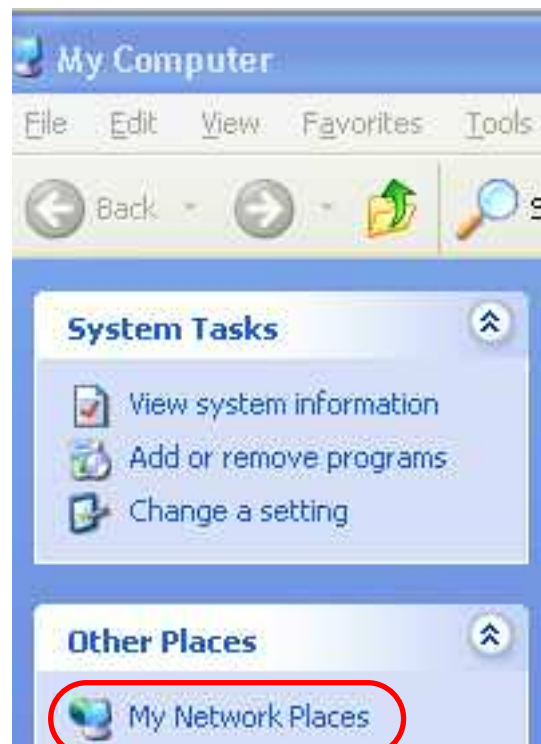 My Computer
File Edit View Favorites Tools
Back
System Tasks
View system information
Add or remove programs
Change a setting
Other Places
My Network Places